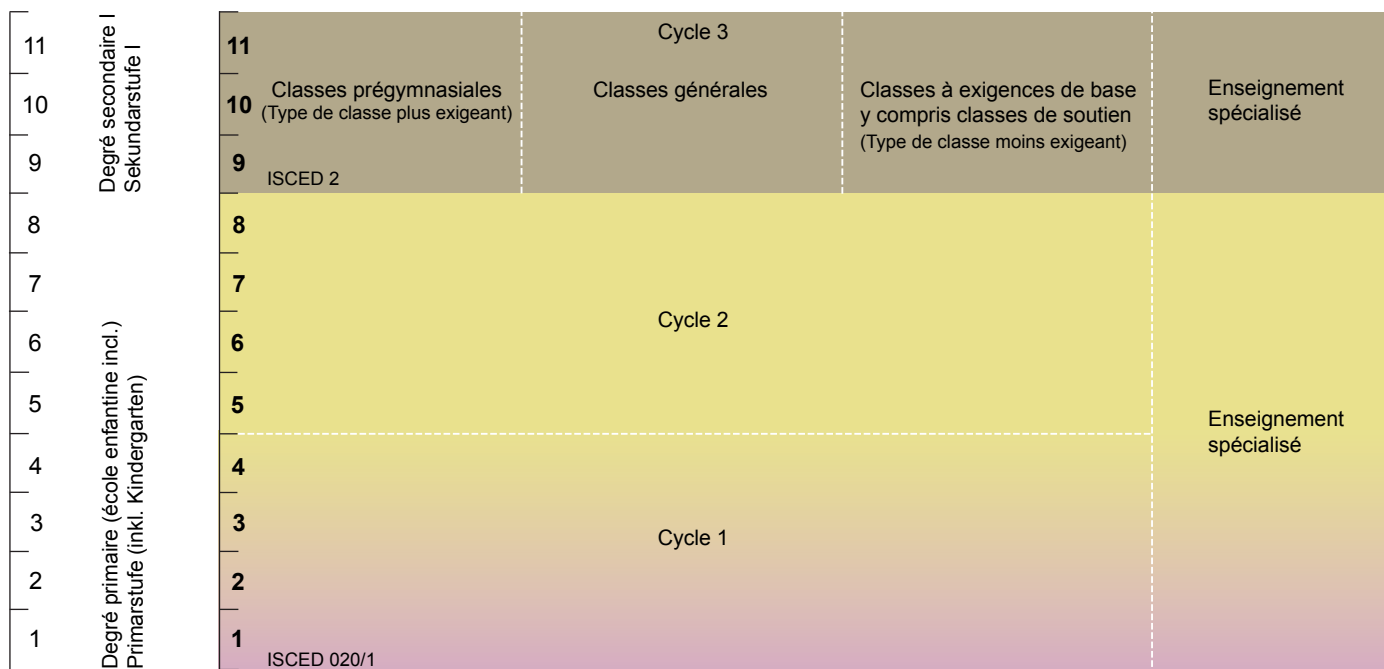 11
10
9
8
7
6
5
4
3
2
1
Degré secondaire I
Sekundarstufe I
Degré primaire (école enfantine incl.)
Primarstufe (inkl. Kindergarten)
11
10
9
8
7
6
5
4
3
2
1
Cycle 3
Classes prégymnasiales
(Type de classe plus exigeant)
Classes générales
Classes à exigences de base
y compris classes de soutien
(Type de classe moins exigeant)
Enseignement
spécialisé
ISCED 2
Cycle 2
Enseignement
spécialisé
Cycle 1
ISCED 020/1